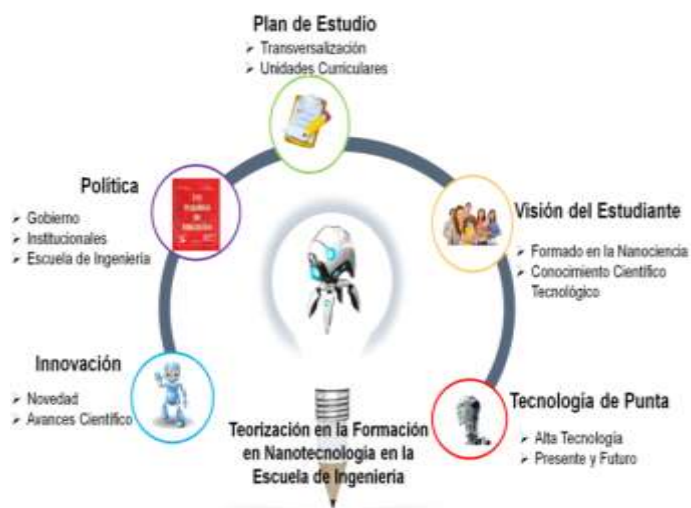 Plan de Estudio
➢ Transversalización
➢ Unidades Curriculares
Política
➢ Gobierno
➢ Institucionales
➢ Escuela de Ingeniería
Visión del Estudiante
➢ Formado en la Nanociencia
➢ Conocimiento Científico
Tecnológico
Innovación
➢ Novedad
➢ Avances Científico
Tecnología de Punta
➢ Alta Tecnología
➢ Presente y Futuro
Teorización en la Formación
en Nanotecnología en la
Escuela de Ingeniería